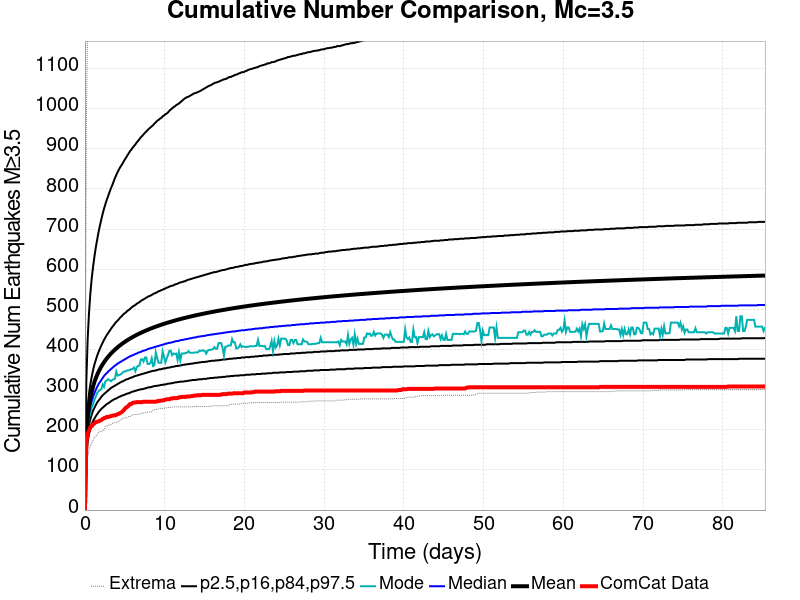 Cumulative Number Comparison, Mc=3.5
Cumulative Num Earthquakes M≥3.5
1100
1000
900
800
700
600
500
400
300
200
100
0
0 10 20 30 40 50 60 70 80
Time (days)
Extrema p2.5,p16,p84,p97.5 Mode Median Mean ComCat Data